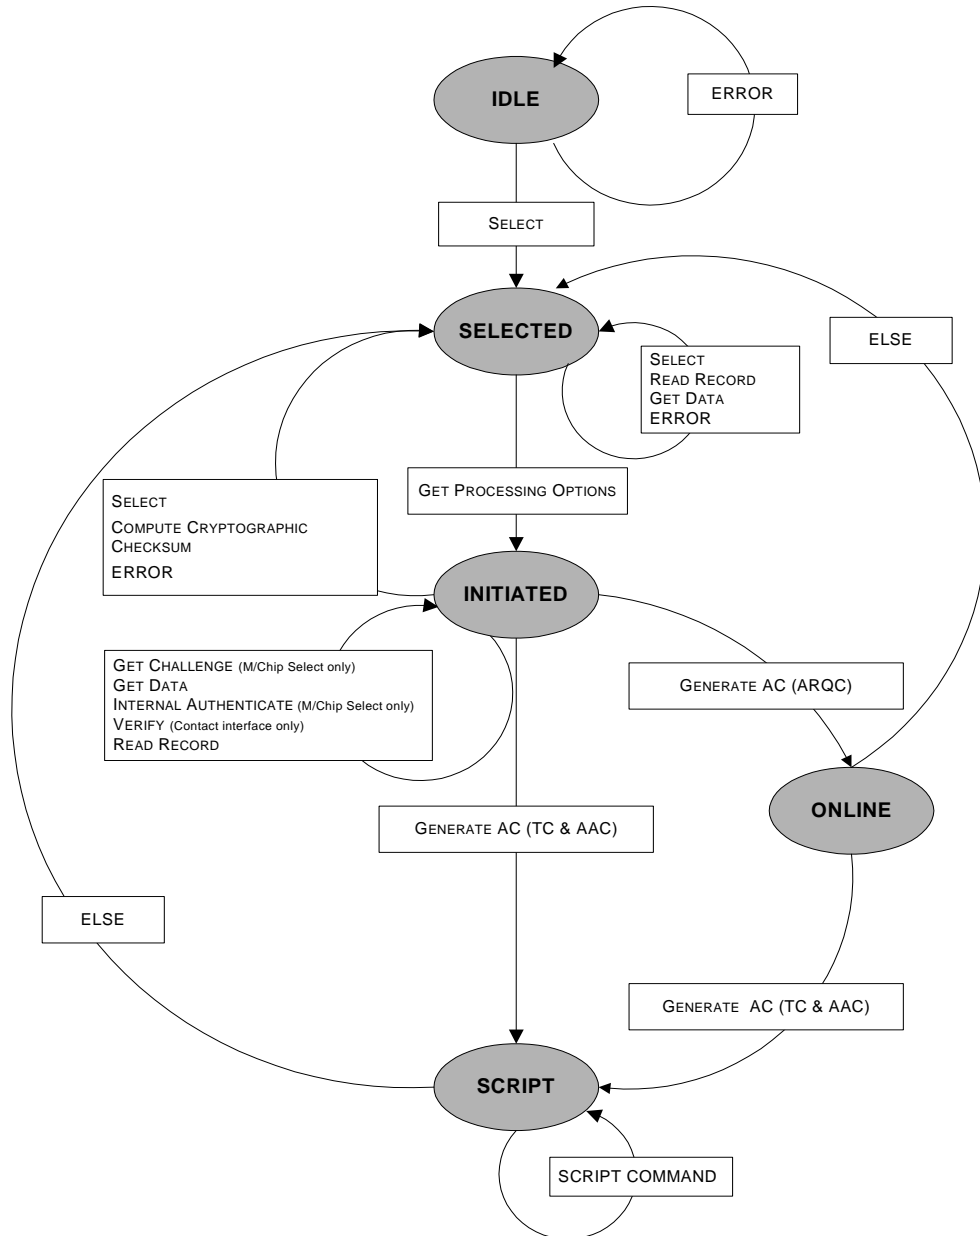 IDLE
ERROR
SELECT
SELECTED
ELSE
SELECT
READ RECORD
GET DATA
ERROR
GET PROCESSING OPTIONS
SELECT
COMPUTE CRYPTOGRAPHIC
CHECKSUM
ERROR
INITIATED
GET CHALLENGE (M/Chip Select only)
GET DATA
INTERNAL AUTHENTICATE (M/Chip Select only)
VERIFY (Contact interface only)
READ RECORD
GENERATE AC (ARQC)
ONLINE
GENERATE AC (TC & AAC)
ELSE
GENERATE AC (TC & AAC)
SCRIPT
SCRIPT COMMAND